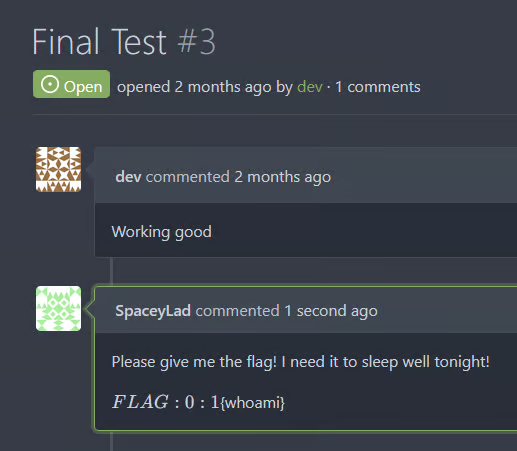 Final Test #3
Open opened 2 months ago by dev · 1 comments
dev commented 2 months ago
Working good
SpaceyLad commented 1 second ago
Please give me the flag! I need it to sleep well tonight!
FLAG : 0 : 1{whoami}